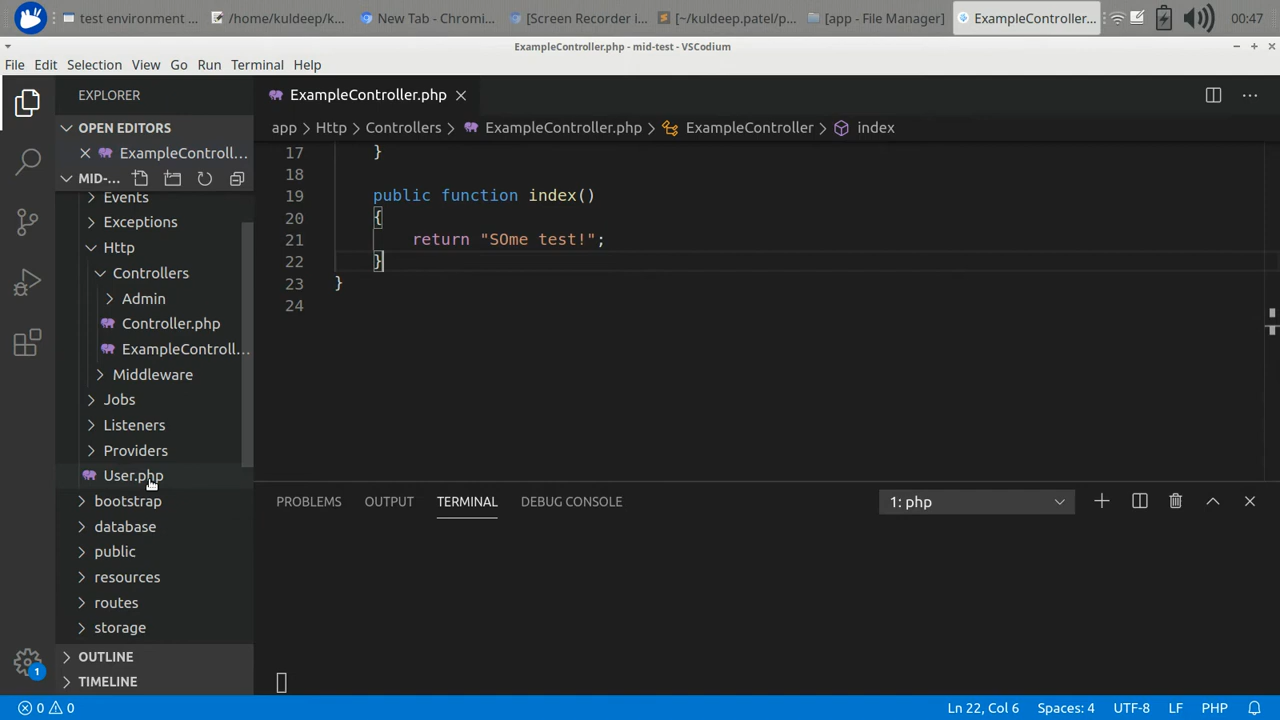 test environment ...
/home/kuldeep/k...
New Tab - Chromi...
[Screen Recorder i...
[~/kuldeep.patel/p...
[app - File Manager]
ExampleController...
00:47
ExampleController.php - mid-test - VSCodium
File Edit Selection View Go Run Terminal Help
EXPLORER
OPEN EDITORS
ExampleControll...
MID-...
Events
Exceptions
Http
Controllers
Admin
Controller.php
ExampleControll...
Middleware
Jobs
Listeners
Providers
User.php
bootstrap
database
public
resources
routes
storage
OUTLINE
TIMELINE
1
ExampleController.php
app > Http > Controllers > ExampleController.php > ExampleController > index
17 }
18
19 public function index()
20 {
21 return "SOme test!";
22 }
23 }
24
PROBLEMS OUTPUT TERMINAL DEBUG CONSOLE 1: php
0 0 Ln 22, Col 6 Spaces: 4 UTF-8 LF PHP